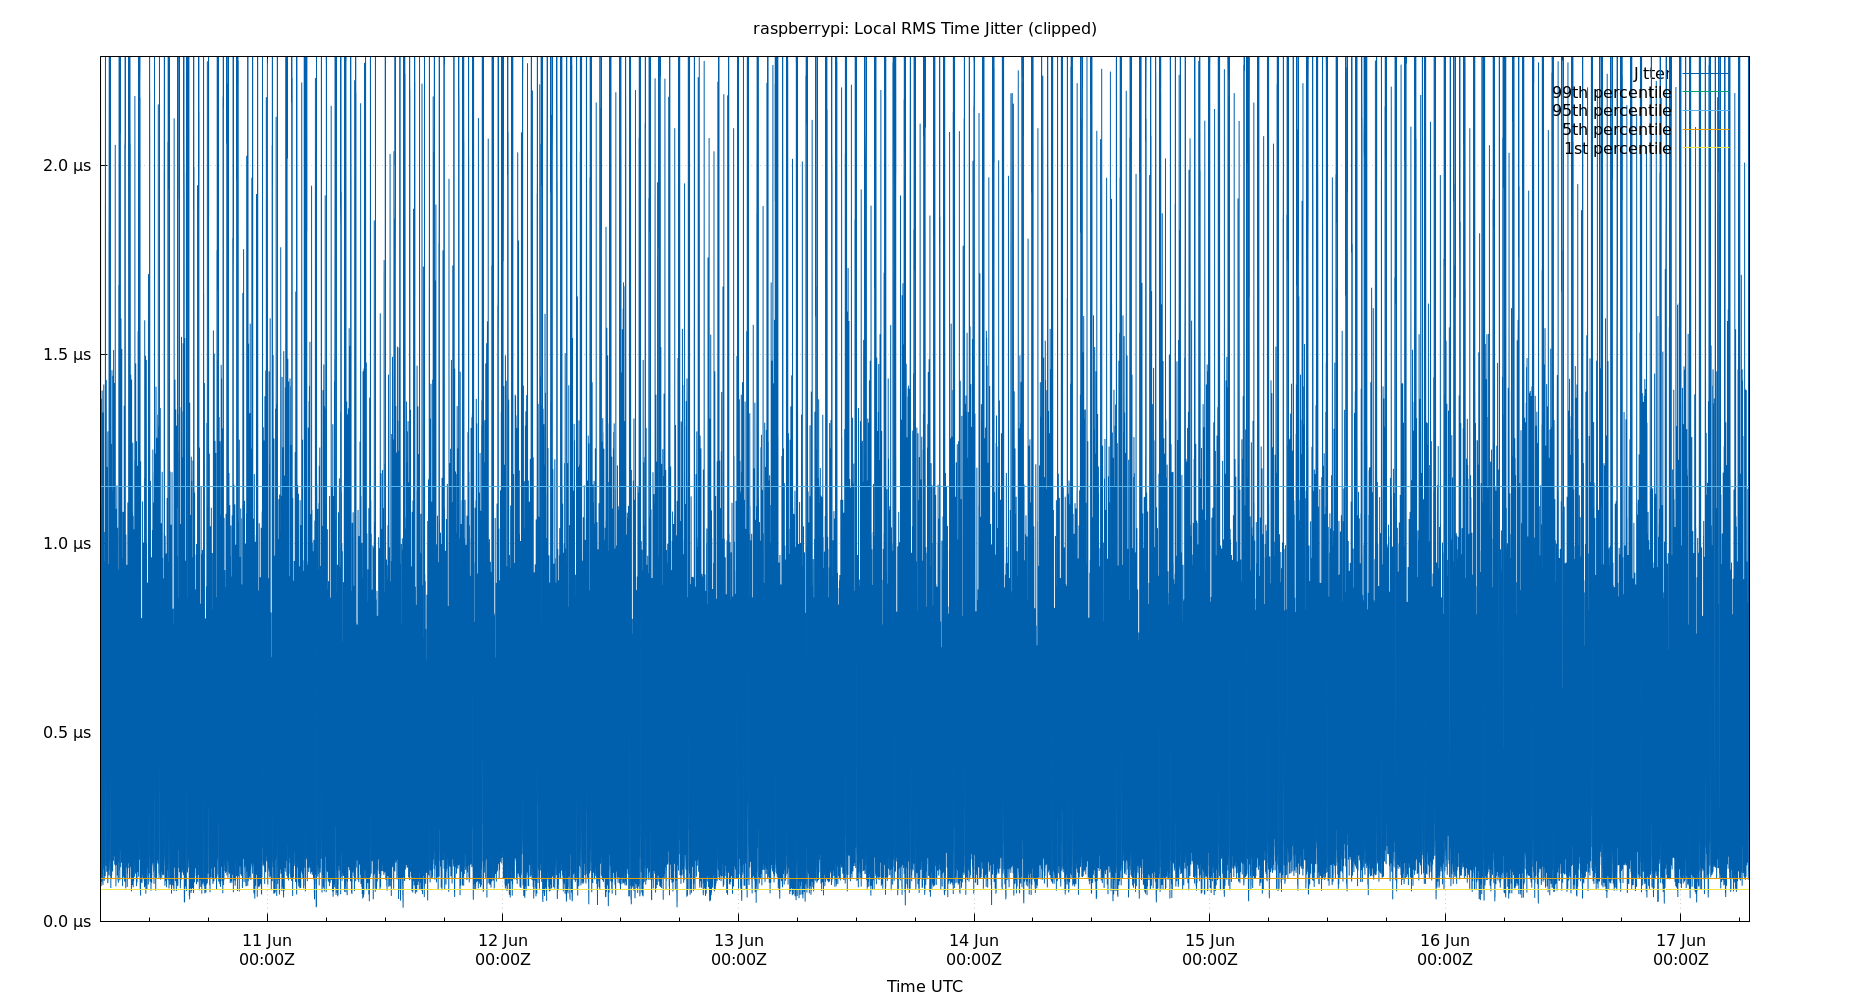 raspberrypi: Local RMS Time Jitter (clipped)
Jitter
99th percentile
95th percentile
5th percentile
1st percentile
2.0 µs
1.5 µs
1.0 µs
0.5 µs
0.0 µs
11 Jun 12 Jun 13 Jun 14 Jun 15 Jun 16 Jun 17 Jun
00:00Z 00:00Z 00:00Z 00:00Z 00:00Z 00:00Z 00:00Z
Time UTC